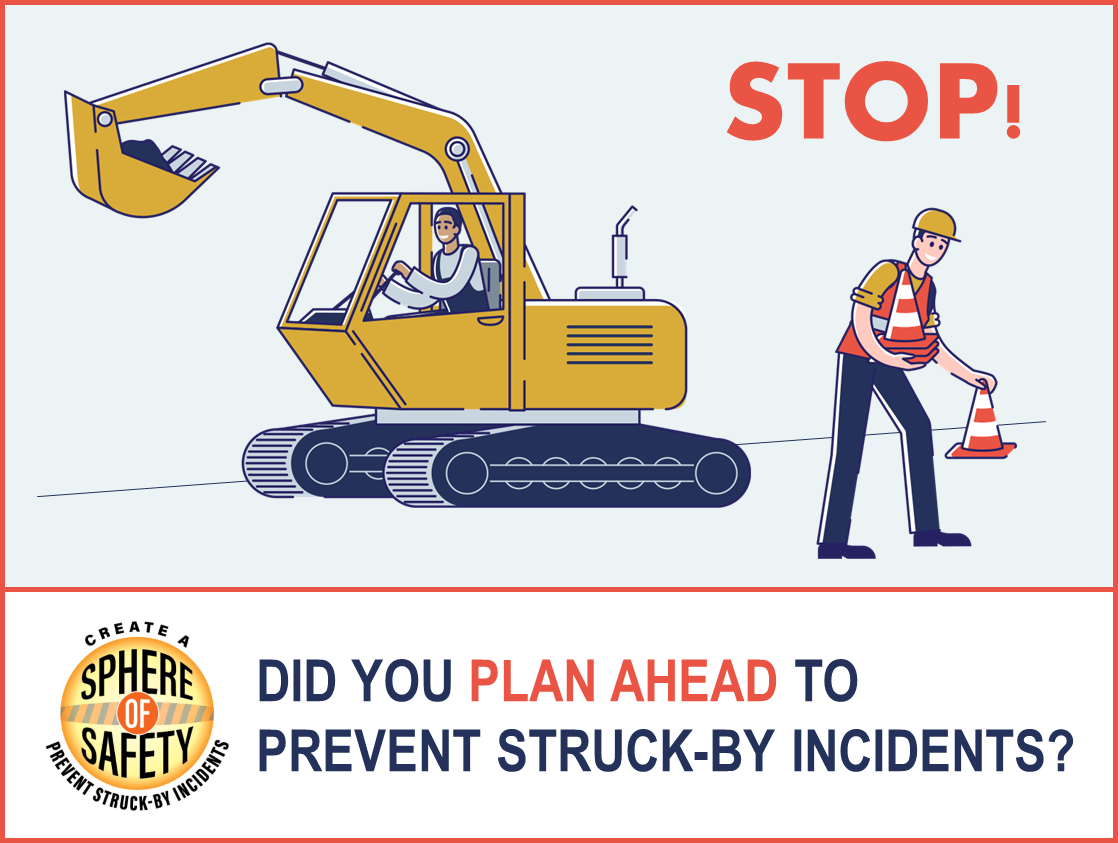 STOP!
CREATE A
SPHERE
OF
SAFETY
PREVENT STRUCK-BY INCIDENTS
DID YOU PLAN AHEAD TO
PREVENT STRUCK-BY INCIDENTS?